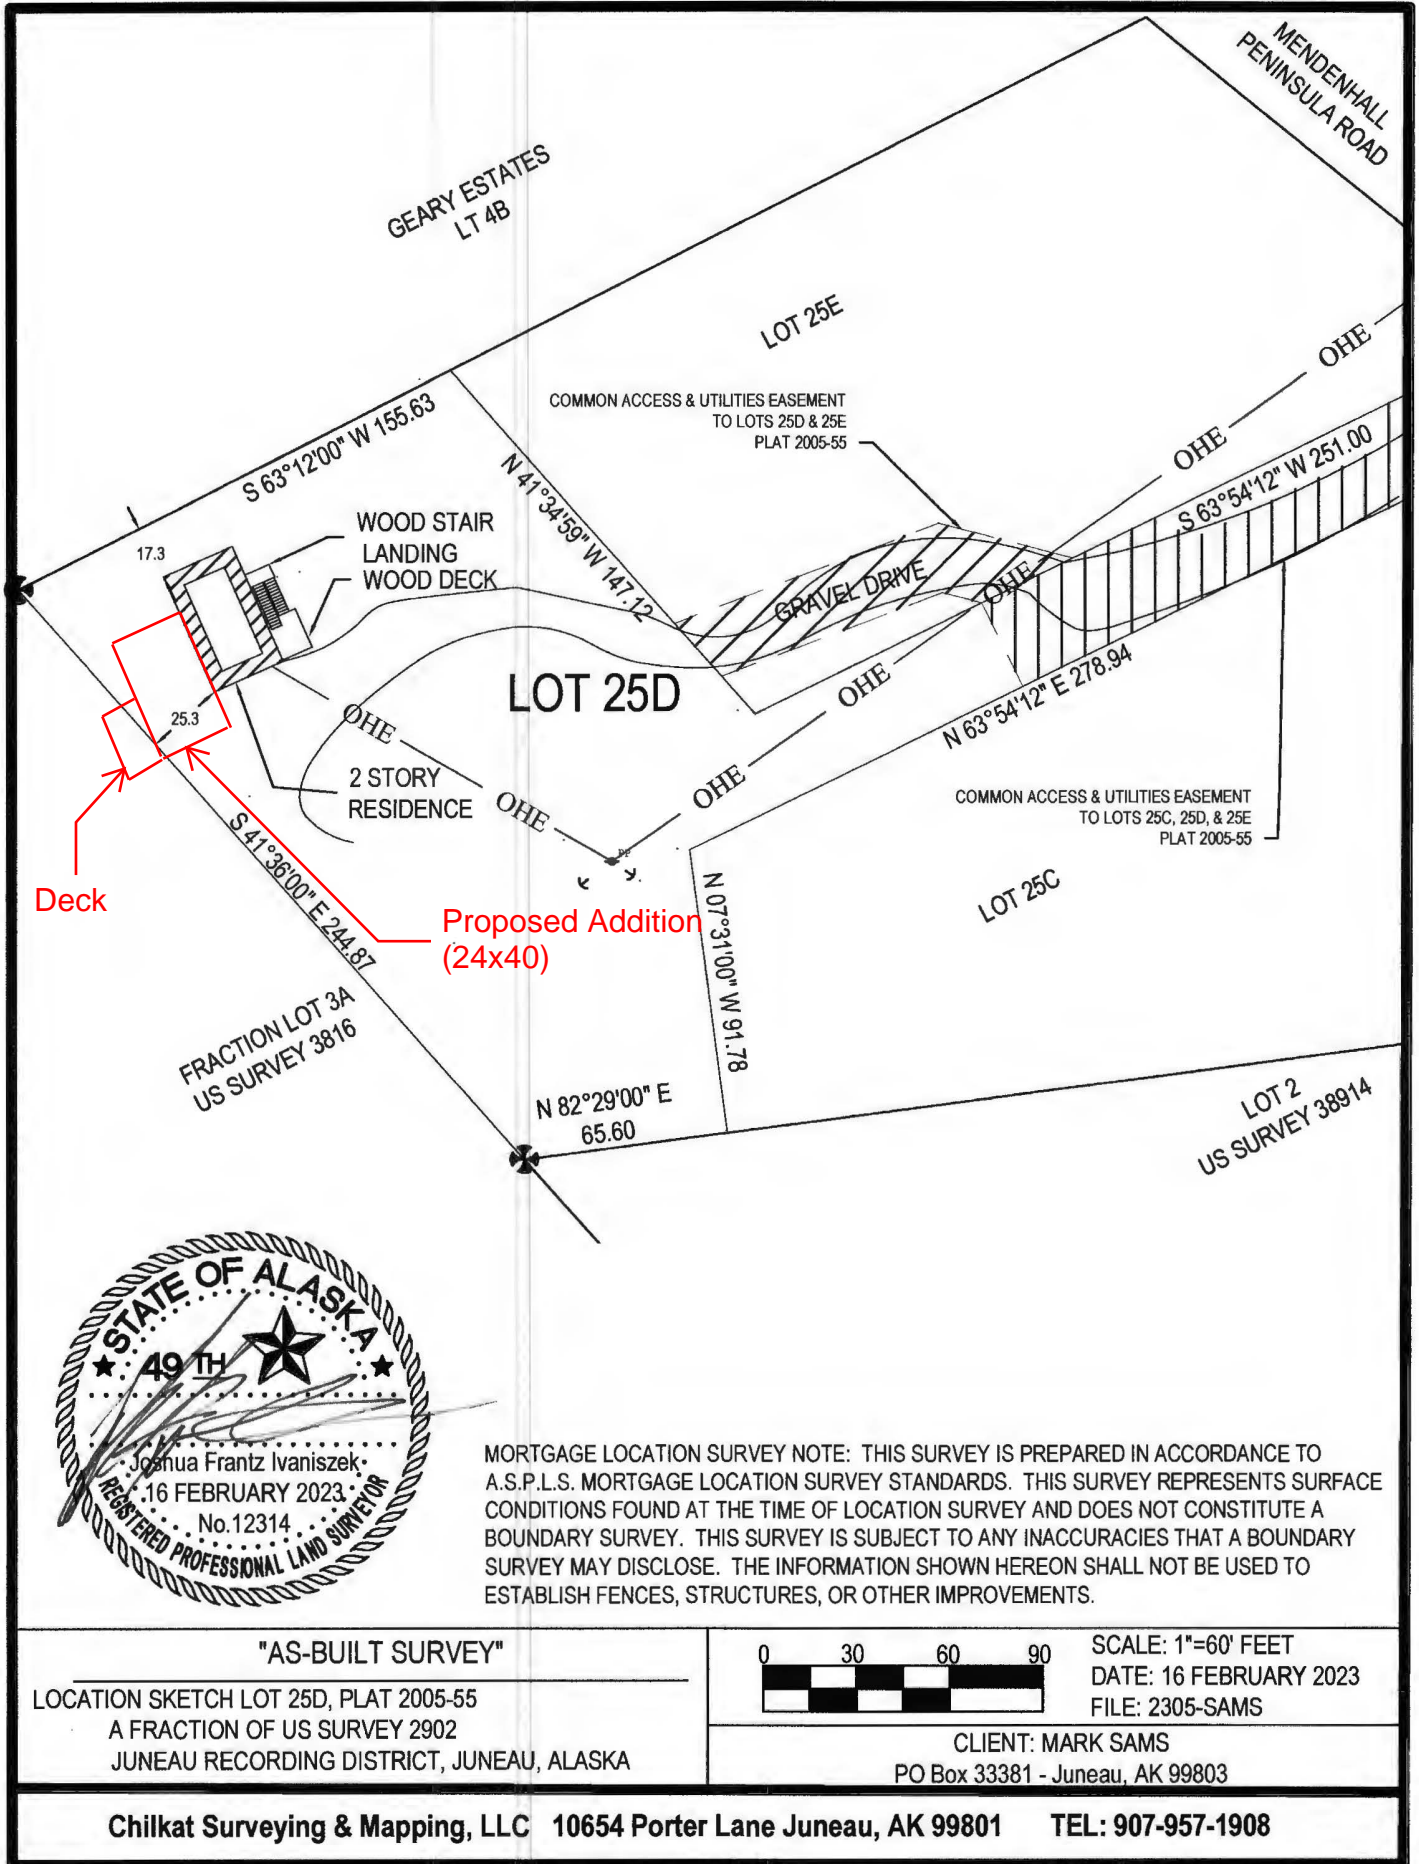 MENDENHALL
PENINSULA ROAD
GEARY ESTATES
LT 4B
LOT 25E
OHE
COMMON ACCESS & UTILITIES EASEMENT
TO LOTS 25D & 25E
PLAT 2005-55
S 63°12'00" W 155.63
N 41°34'59" W 147.12
OHE
S 63°54'12" W 251.00
WOOD STAIR
LANDING
WOOD DECK
17.3
GRAVEL DRIVE
OHE
LOT 25D
OHE
N 63°54'12" E 278.94
25.3
OHE
2 STORY
RESIDENCE
OHE
OHE
COMMON ACCESS & UTILITIES EASEMENT
TO LOTS 25C, 25D, & 25E
PLAT 2005-55
PP
S 41°36'00" E 244.87
Deck
Proposed Addition
(24x40)
N 07°31'00" W 91.78
LOT 25C
FRACTION LOT 3A
US SURVEY 3816
N 82°29'00" E
65.60
LOT 2
US SURVEY 38914
STATE OF ALASKA
49 TH
Joshua Frantz Ivaniszek
16 FEBRUARY 2023
No.12314
REGISTERED PROFESSIONAL LAND SURVEYOR
MORTGAGE LOCATION SURVEY NOTE: THIS SURVEY IS PREPARED IN ACCORDANCE TO
A.S.P.L.S. MORTGAGE LOCATION SURVEY STANDARDS. THIS SURVEY REPRESENTS SURFACE
CONDITIONS FOUND AT THE TIME OF LOCATION SURVEY AND DOES NOT CONSTITUTE A
BOUNDARY SURVEY. THIS SURVEY IS SUBJECT TO ANY INACCURACIES THAT A BOUNDARY
SURVEY MAY DISCLOSE. THE INFORMATION SHOWN HEREON SHALL NOT BE USED TO
ESTABLISH FENCES, STRUCTURES, OR OTHER IMPROVEMENTS.
"AS-BUILT SURVEY"
LOCATION SKETCH LOT 25D, PLAT 2005-55
A FRACTION OF US SURVEY 2902
JUNEAU RECORDING DISTRICT, JUNEAU, ALASKA
0 30 60 90
SCALE: 1"=60' FEET
DATE: 16 FEBRUARY 2023
FILE: 2305-SAMS
CLIENT: MARK SAMS
PO Box 33381 - Juneau, AK 99803
Chilkat Surveying & Mapping, LLC 10654 Porter Lane Juneau, AK 99801 TEL: 907-957-1908